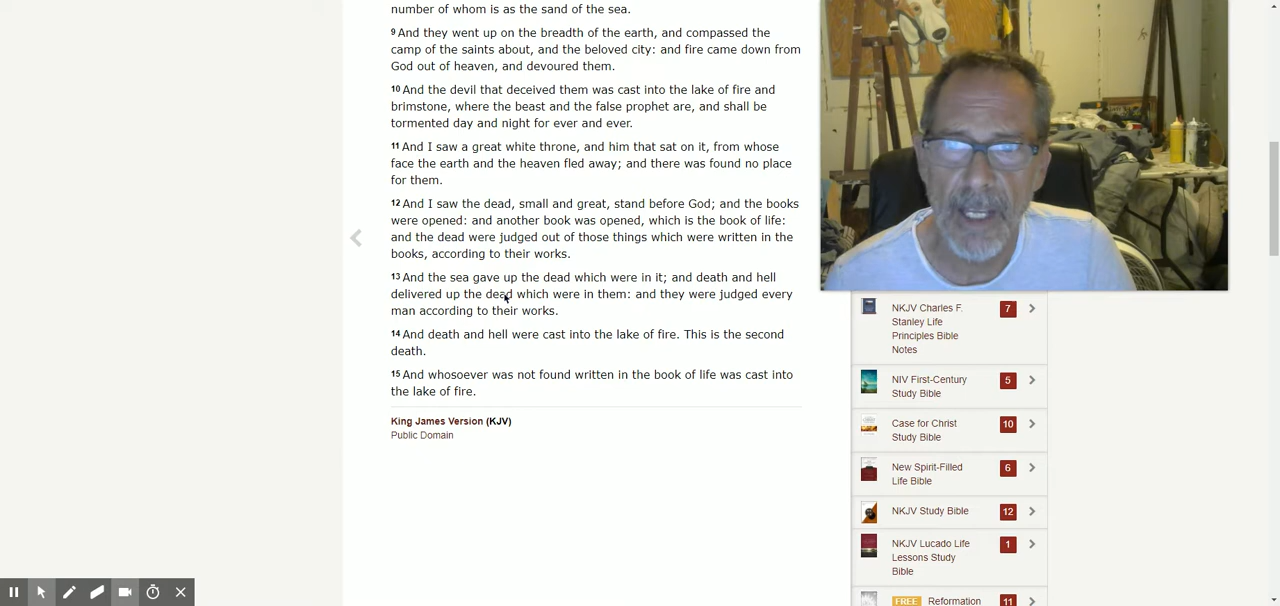 number of whom is as the sand of the sea.
9 And they went up on the breadth of the earth, and compassed the
camp of the saints about, and the beloved city: and fire came down from
God out of heaven, and devoured them.
10 And the devil that deceived them was cast into the lake of fire and
brimstone, where the beast and the false prophet are, and shall be
tormented day and night for ever and ever.
11 And I saw a great white throne, and him that sat on it, from whose
face the earth and the heaven fled away; and there was found no place
for them.
12 And I saw the dead, small and great, stand before God; and the books
were opened: and another book was opened, which is the book of life:
and the dead were judged out of those things which were written in the
books, according to their works.
13 And the sea gave up the dead which were in it; and death and hell
delivered up the dead which were in them: and they were judged every
man according to their works.
14 And death and hell were cast into the lake of fire. This is the second
death.
15 And whosoever was not found written in the book of life was cast into
the lake of fire.
King James Version (KJV)
Public Domain
NKJV Charles F. 7
Stanley Life
Principles Bible
Notes
NIV First-Century 5
Study Bible
Case for Christ 10
Study Bible
New Spirit-Filled 6
Life Bible
NKJV Study Bible 12
NKJV Lucado Life 1
Lessons Study
Bible
FREE Reformation 11